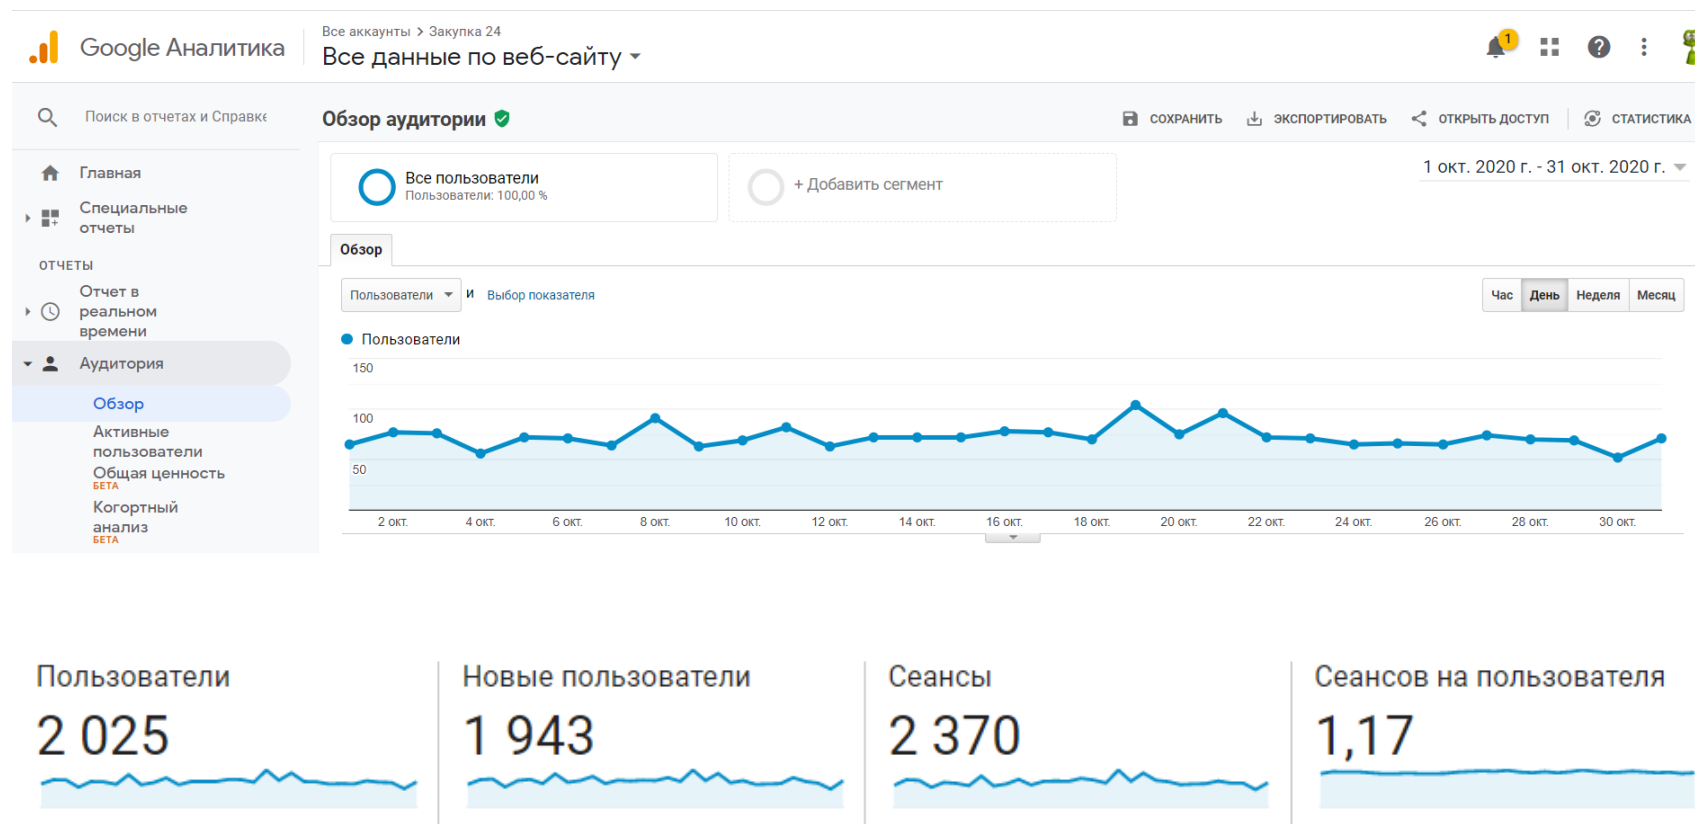 Google Аналитика
Все аккаунты > Закупка 24
Все данные по веб-сайту
1
Поиск в отчетах и Справке
Обзор аудитории
СОХРАНИТЬ
ЭКСПОРТИРОВАТЬ
ОТКРЫТЬ ДОСТУП
СТАТИСТИКА
Главная
Специальные
отчеты
ОТЧЕТЫ
Отчет в
реальном
времени
Аудитория
Обзор
Активные
пользователи
Общая ценность
БЕТА
Когортный
анализ
БЕТА
Все пользователи
Пользователи: 100,00 %
+ Добавить сегмент
1 окт. 2020 г. - 31 окт. 2020 г.
Обзор
Пользователи
и
Выбор показателя
Час
День
Неделя
Месяц
Пользователи
150
100
50
2 окт.
4 окт.
6 окт.
8 окт.
10 окт.
12 окт.
14 окт.
16 окт.
18 окт.
20 окт.
22 окт.
24 окт.
26 окт.
28 окт.
30 окт.
Пользователи
2 025
Новые пользователи
1 943
Сеансы
2 370
Сеансов на пользователя
1,17